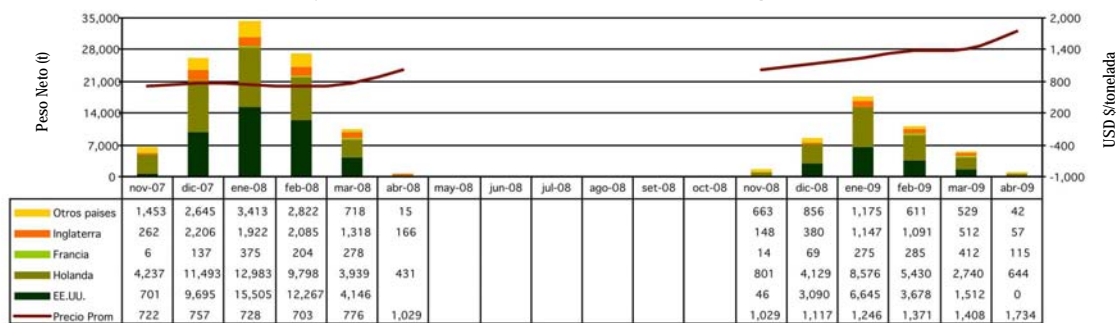 Peso Neto (t)
35,000
28,000
21,000
14,000
7,000
0
2,000
1,400
800
200
-400
-1,000
USD $/tonelada
nov-07 dic-07 ene-08 feb-08 mar-08 abr-08 may-08 jun-08 jul-08 ago-08 set-08 oct-08 nov-08 dic-08 ene-09 feb-09 mar-09 abr-09
Otros paises 1,453 2,645 3,413 2,822 718 15 663 856 1,175 611 529 42
Inglaterra 262 2,206 1,922 2,085 1,318 166 148 380 1,147 1,091 512 57
Francia 6 137 375 204 278 14 69 275 285 412 115
Holanda 4,237 11,493 12,983 9,798 3,939 431 801 4,129 8,576 5,430 2,740 644
EE.UU. 701 9,695 15,505 12,267 4,146 46 3,090 6,645 3,678 1,512 0
Precio Prom 722 757 728 703 776 1,029 1,029 1,117 1,246 1,371 1,408 1,734